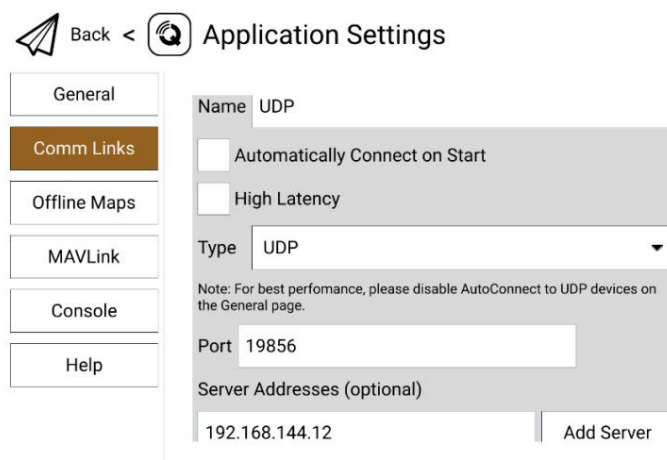 Back < Application Settings
General
Comm Links
Offline Maps
MAVLink
Console
Help
Name UDP
Automatically Connect on Start
High Latency
Type UDP
Note: For best perfomance, please disable AutoConnect to UDP devices on
the General page.
Port 19856
Server Addresses (optional)
192.168.144.12 Add Server